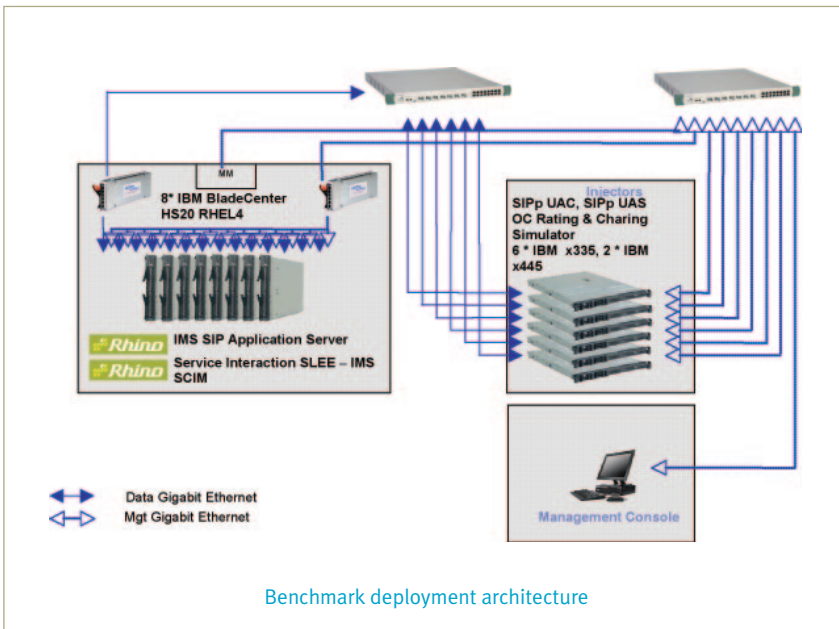 MM
8* IBM BladeCenter
HS20 RHEL4
Rhino
IMS SIP Application Server
Rhino
Service Interaction SLEE – IMS
SCIM
Injectors
SIPp UAC, SIPp UAS
OC Rating & Charing
Simulator
6 * IBM x335, 2 * IBM
x445
Management Console
Data Gigabit Ethernet
Mgt Gigabit Ethernet
Benchmark deployment architecture